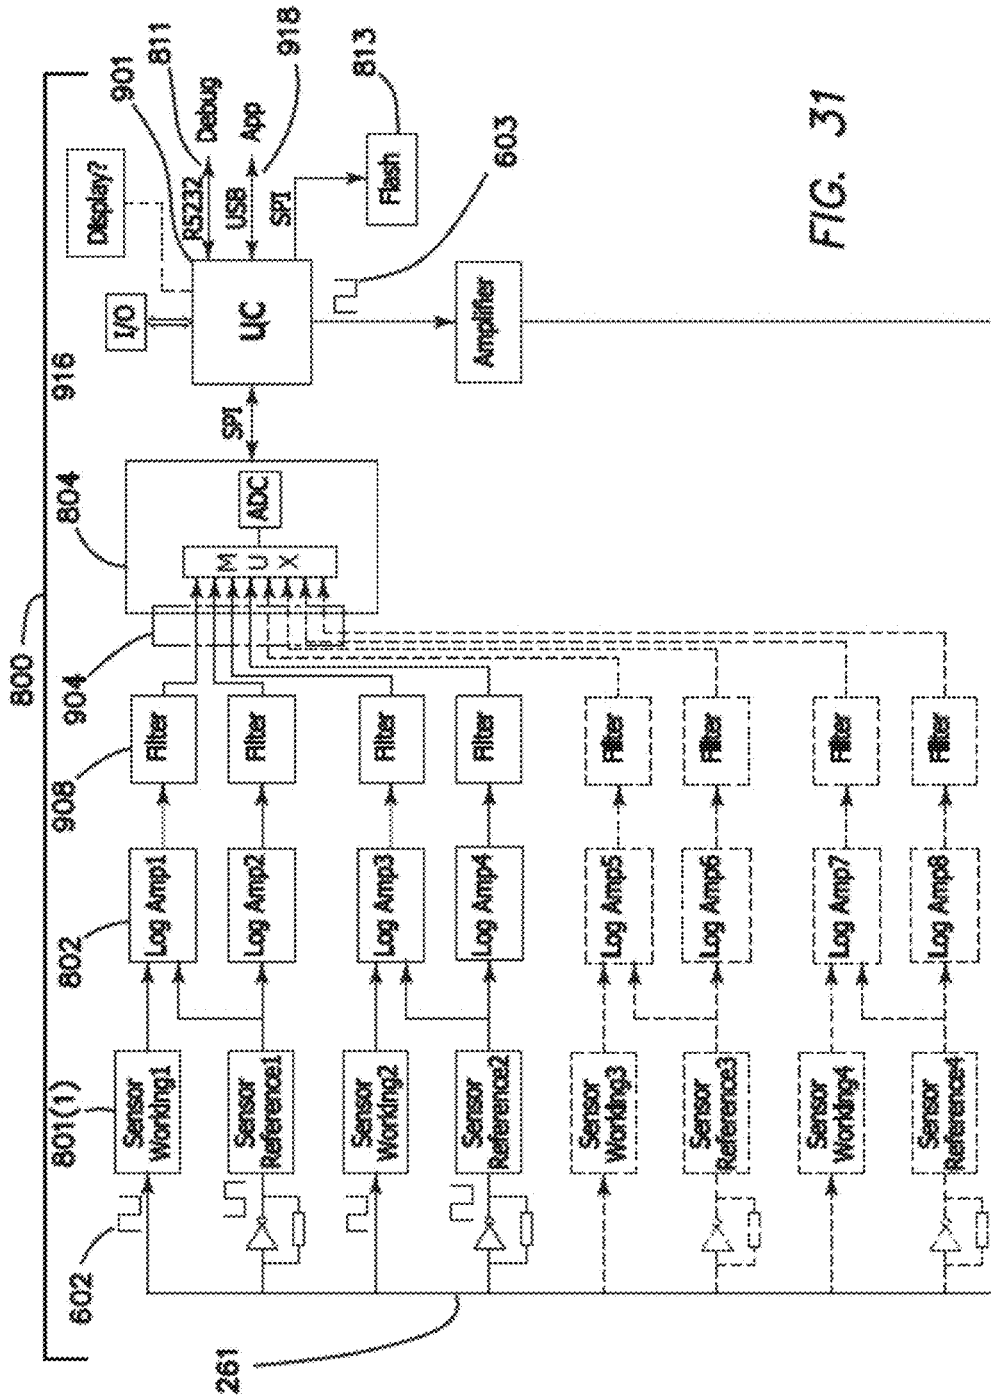 800
602
801(1)
802
908
904
804
916
901
811
918
813
603
261
Sensor
Working1
Log Amp1
Filter
Sensor
Reference1
Log Amp2
Filter
Sensor
Working2
Log Amp3
Filter
Sensor
Reference2
Log Amp4
Filter
Sensor
Working3
Log Amp5
Filter
Sensor
Reference3
Log Amp6
Filter
Sensor
Working4
Log Amp7
Filter
Sensor
Reference4
Log Amp8
Filter
MUX
ADC
SPI
I/O
Display?
µC
RS232
Debug
USB
App
SPI
Flash
Amplifier
FIG. 31